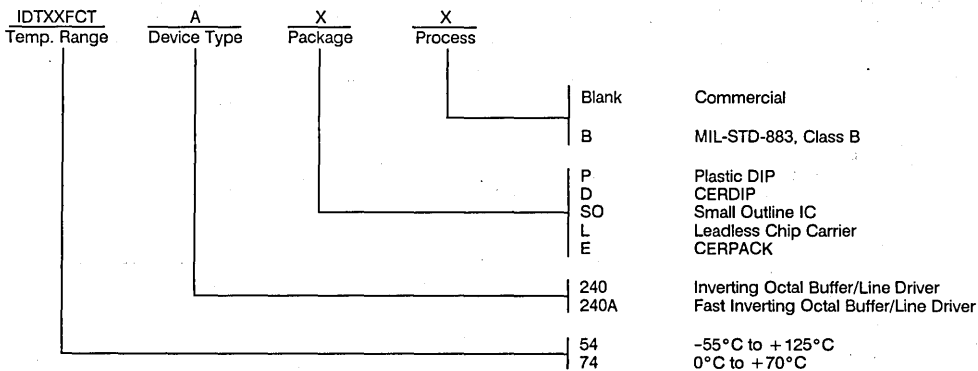 IDTXXFCT A X X
Temp. Range Device Type Package Process
Blank Commercial
B MIL-STD-883, Class B
P Plastic DIP
D CERDIP
SO Small Outline IC
L Leadless Chip Carrier
E CERPACK
240 Inverting Octal Buffer/Line Driver
240A Fast Inverting Octal Buffer/Line Driver
54 -55°C to +125°C
74 0°C to +70°C